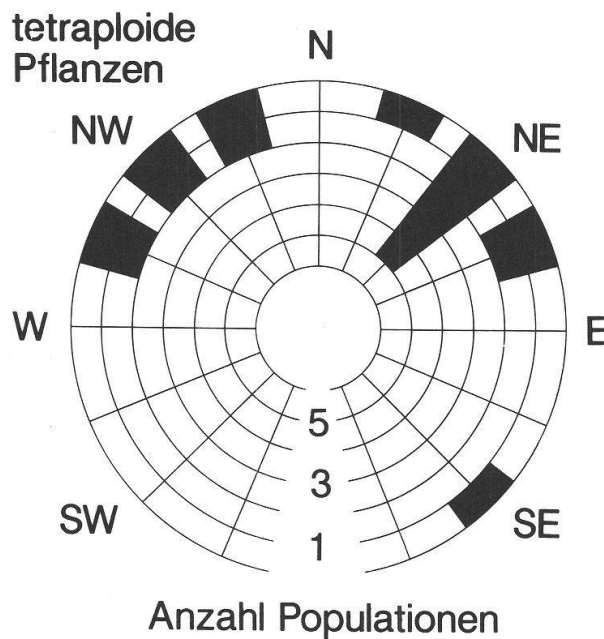 tetraploide
Pflanzen
N
NW
NE
W
E
5
3
SW
SE
1
Anzahl Populationen